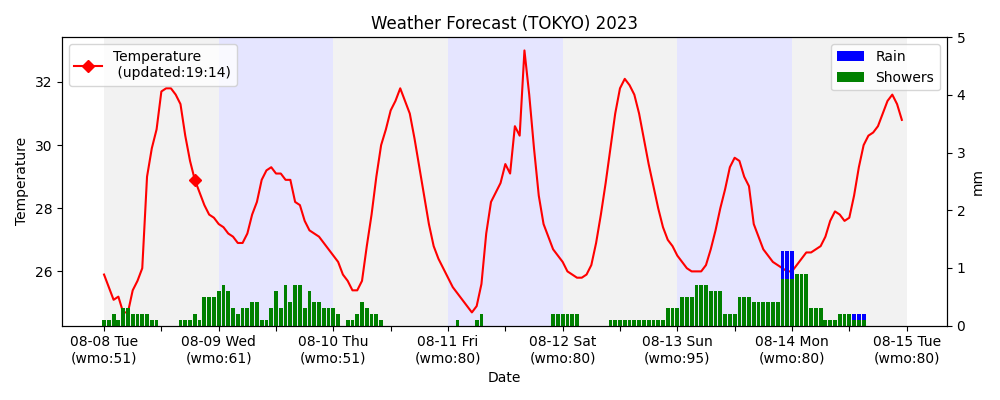 Weather Forecast (TOKYO) 2023
Temperature
(updated:19:14)
Rain
Showers
32
30
28
26
Temperature
5
4
3
2
1
0
mm
08-08 Tue
(wmo:51)
08-09 Wed
(wmo:61)
08-10 Thu
(wmo:51)
08-11 Fri
(wmo:80)
08-12 Sat
(wmo:80)
08-13 Sun
(wmo:95)
08-14 Mon
(wmo:80)
08-15 Tue
(wmo:80)
Date